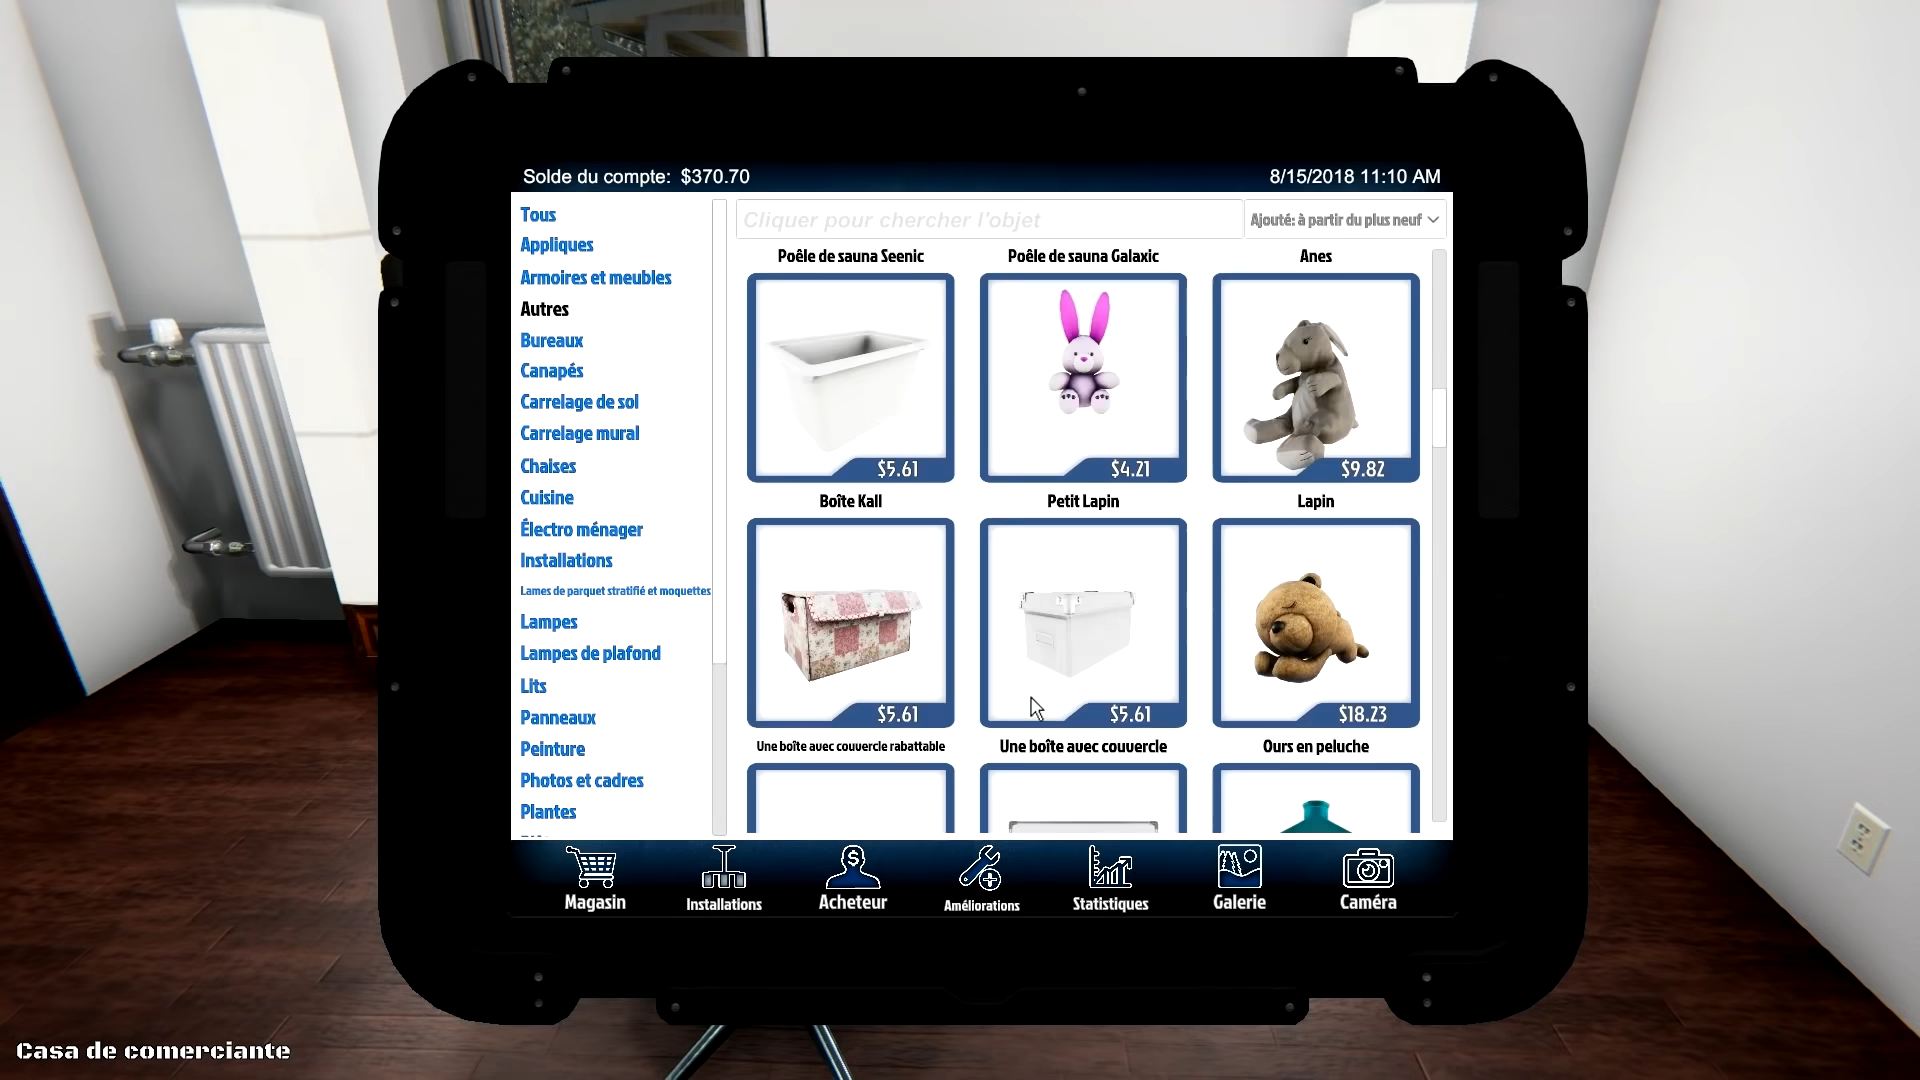 Solde du compte: $370.70
8/15/2018 11:10 AM
Tous
Appliques
Armoires et meubles
Autres
Bureaux
Canapés
Carrelage de sol
Carrelage mural
Chaises
Cuisine
Électro ménager
Installations
Lames de parquet stratifié et moquettes
Lampes
Lampes de plafond
Lits
Panneaux
Peinture
Photos et cadres
Plantes
Cliquer pour chercher l'objet
Ajouté: à partir du plus neuf
Poêle de sauna Seenic
Poêle de sauna Galaxic
Anes
$5.61
$4.21
$9.82
Boîte Kall
Petit Lapin
Lapin
$5.61
$5.61
$18.23
Une boîte avec couvercle rabattable
Une boîte avec couvercle
Ours en peluche
Magasin
Installations
Acheteur
Améliorations
Statistiques
Galerie
Caméra
Casa de comerciante